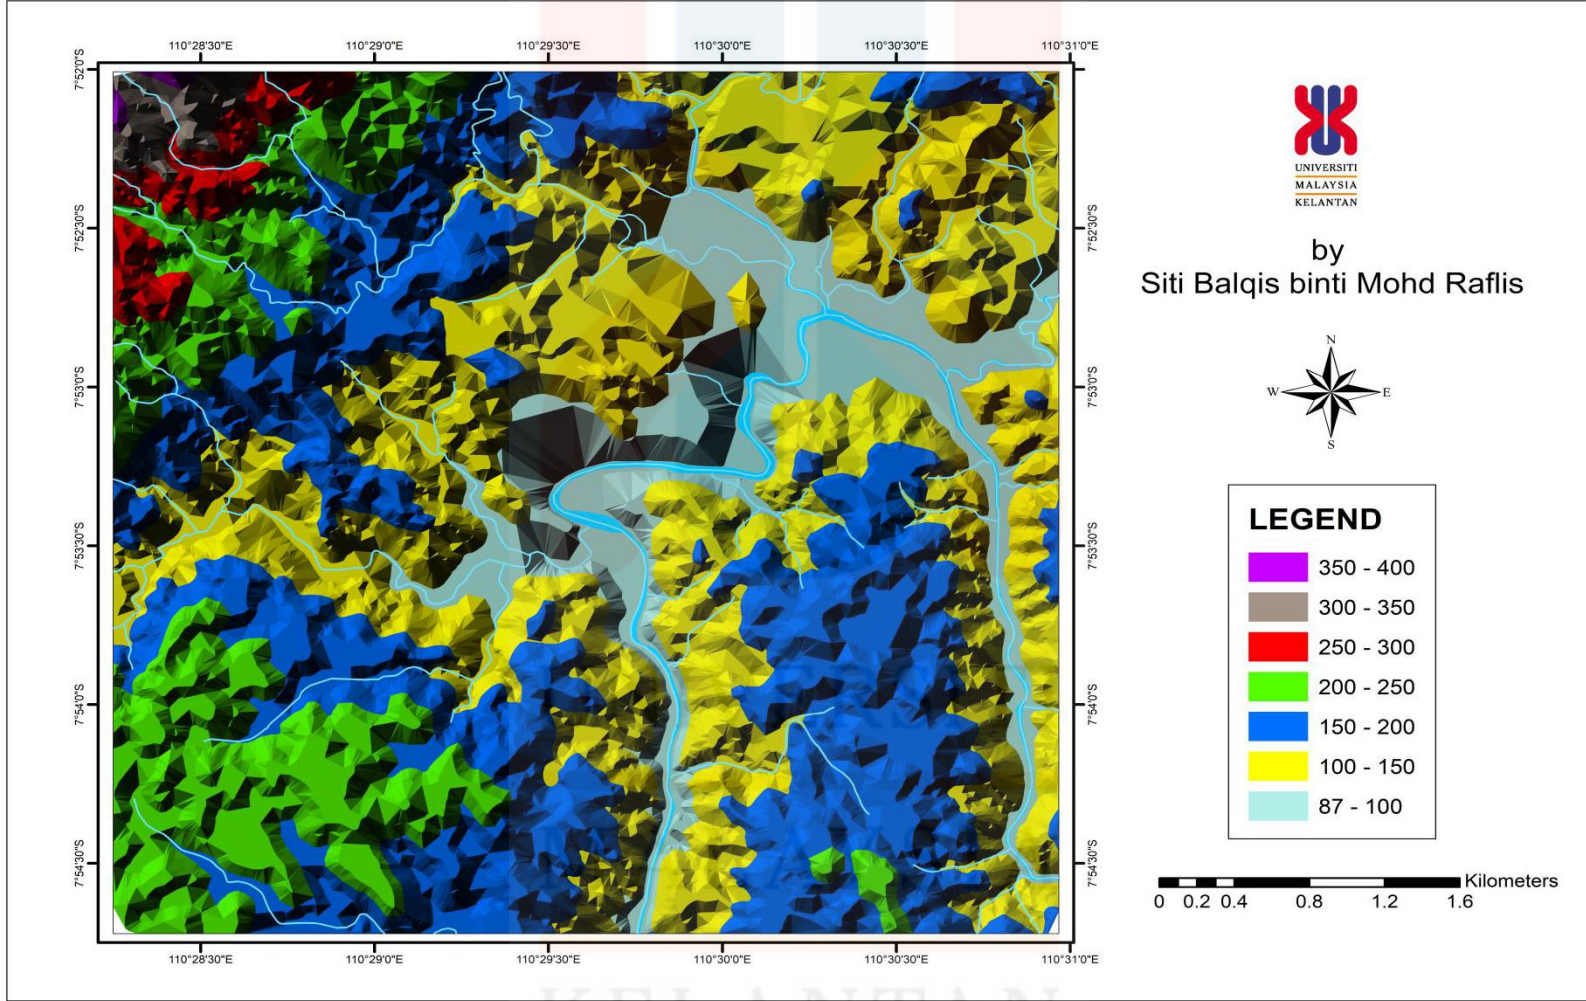 110°28'30"E 110°29'0"E 110°29'30"E 110°30'0"E 110°30'30"E 110°31'0"E
7°52'0"S
7°52'30"S 7°52'30"S
7°53'0"S 7°53'0"S
7°53'30"S 7°53'30"S
7°54'0"S 7°54'0"S
7°54'30"S 7°54'30"S
110°28'30"E 110°29'0"E 110°29'30"E 110°30'0"E 110°30'30"E 110°31'0"E
UNIVERSITI
MALAYSIA
KELANTAN
by
Siti Balqis binti Mohd Raflis
N
W E
S
LEGEND
350 - 400
300 - 350
250 - 300
200 - 250
150 - 200
100 - 150
87 - 100
Kilometers
0 0.2 0.4 0.8 1.2 1.6
KELANTAN